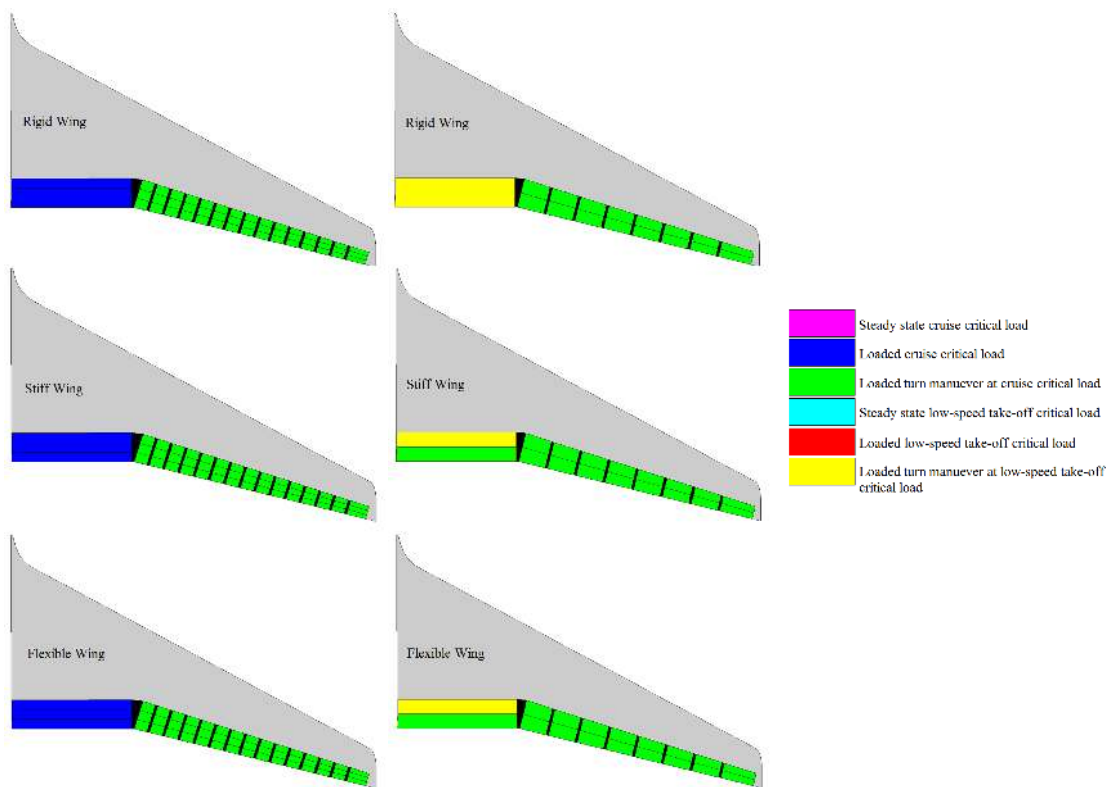 Rigid Wing
Rigid Wing
Stiff Wing
Stiff Wing
Flexible Wing
Flexible Wing
Steady state cruise critical load
Loaded cruise critical load
Loaded turn manuever at cruise critical load
Steady state low-speed take-off critical load
Loaded low-speed take-off critical load
Loaded turn manuever at low-speed take-off
critical load